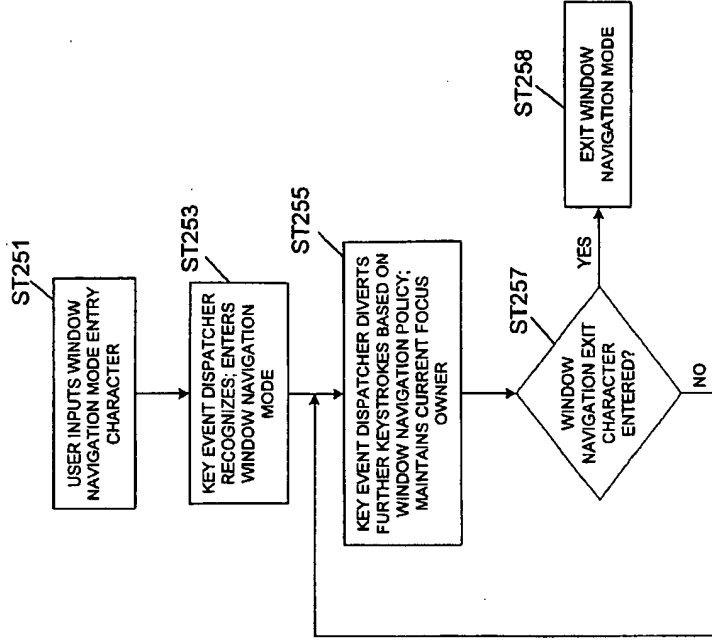 ST251
USER INPUTS WINDOW
NAVIGATION MODE ENTRY
CHARACTER
ST253
KEY EVENT DISPATCHER
RECOGNIZES; ENTERS
WINDOW NAVIGATION
MODE
ST255
KEY EVENT DISPATCHER DIVERTS
FURTHER KEYSTROKES BASED ON
WINDOW NAVIGATION POLICY;
MAINTAINS CURRENT FOCUS
OWNER
ST257
WINDOW
NAVIGATION EXIT
CHARACTER
ENTERED?
YES
NO
ST258
EXIT WINDOW
NAVIGATION MODE